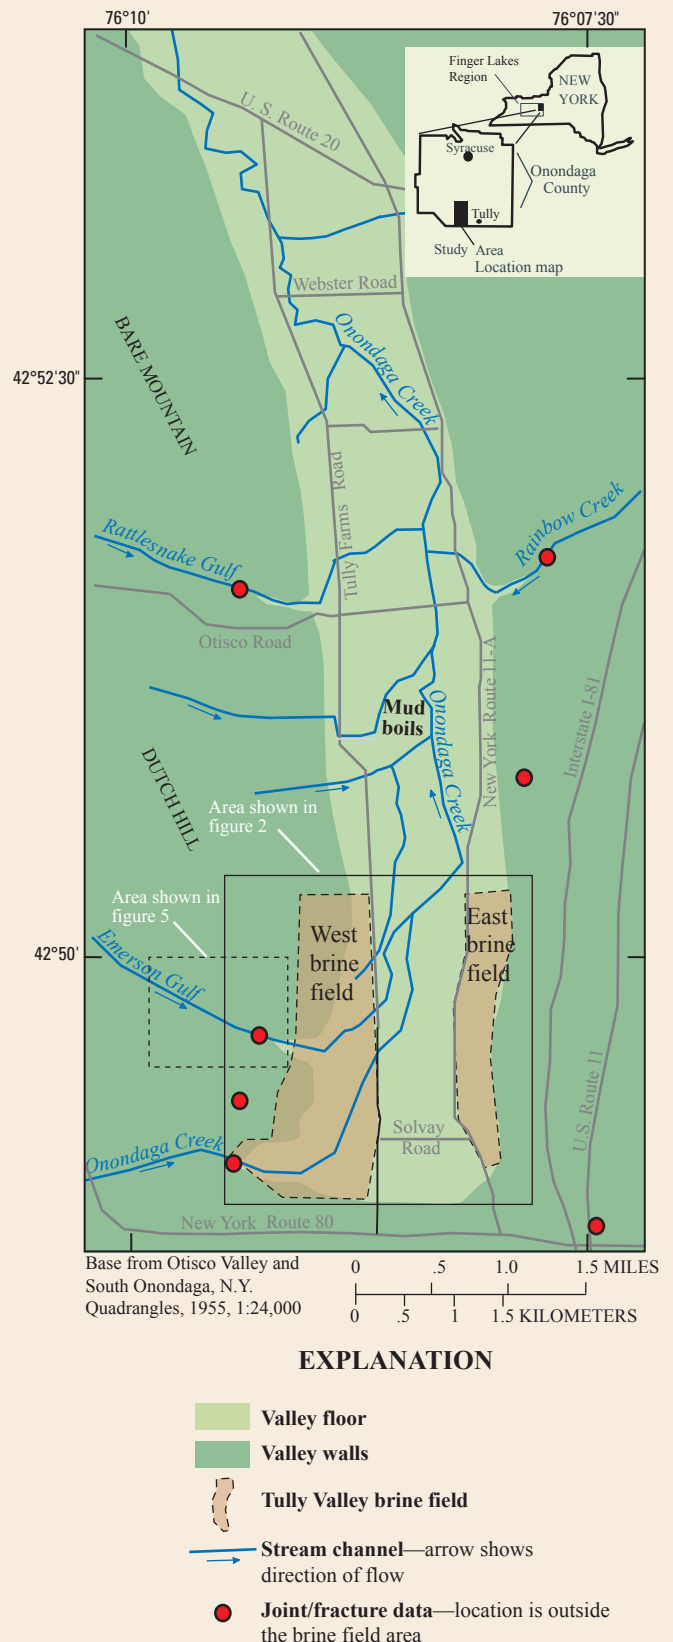 76°10'
76°07'30"
U. S. Route 20
Finger Lakes
Region
NEW
YORK
Syracuse
Onondaga
County
Tully
Study Area
Location map
Webster Road
Onondaga Creek
BARE MOUNTAIN
42°52'30"
Tully Farms Road
Rattlesnake Gulf
Rainbow Creek
Otisco Road
New York Route 11-A
Interstate I-81
Mud
boils
Onondaga Creek
DUTCH HILL
Area shown in
figure 2
Area shown in
figure 5
West
brine
field
East
brine
field
42°50'
Emerson Gulf
U.S. Route 11
Solvay
Road
Onondaga Creek
New York Route 80
Base from Otisco Valley and
South Onondaga, N.Y.
Quadrangles, 1955, 1:24,000
0 .5 1.0 1.5 MILES
0 .5 1 1.5 KILOMETERS
EXPLANATION
Valley floor
Valley walls
Tully Valley brine field
Stream channel—arrow shows
direction of flow
Joint/fracture data—location is outside
the brine field area